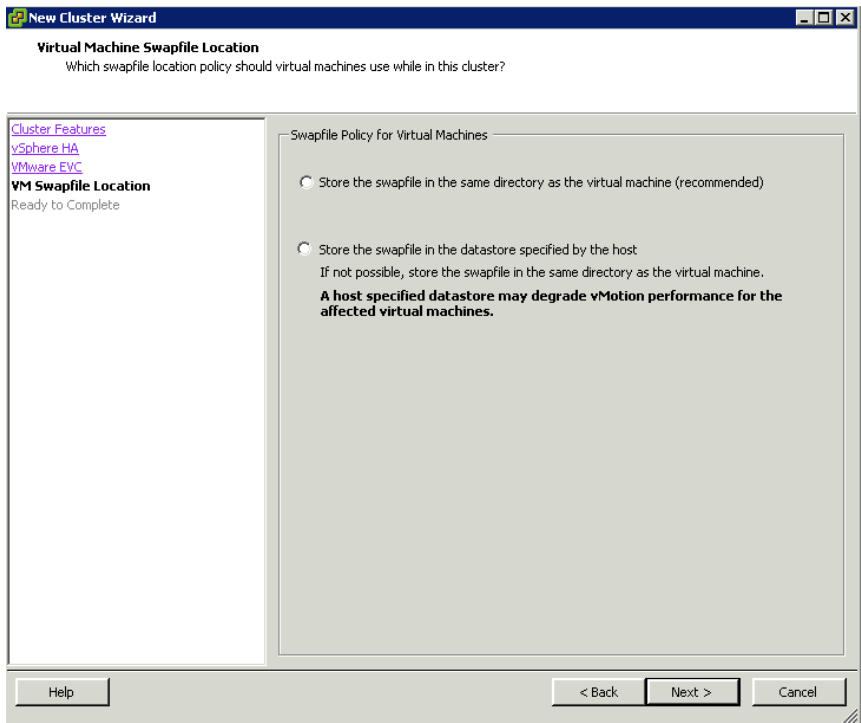 New Cluster Wizard
Virtual Machine Swapfile Location
Which swapfile location policy should virtual machines use while in this cluster?
Cluster Features
vSphere HA
VMware EVC
VM Swapfile Location
Ready to Complete
Swapfile Policy for Virtual Machines
Store the swapfile in the same directory as the virtual machine (recommended)
Store the swapfile in the datastore specified by the host
If not possible, store the swapfile in the same directory as the virtual machine.
A host specified datastore may degrade vMotion performance for the
affected virtual machines.
Help
< Back
Next >
Cancel